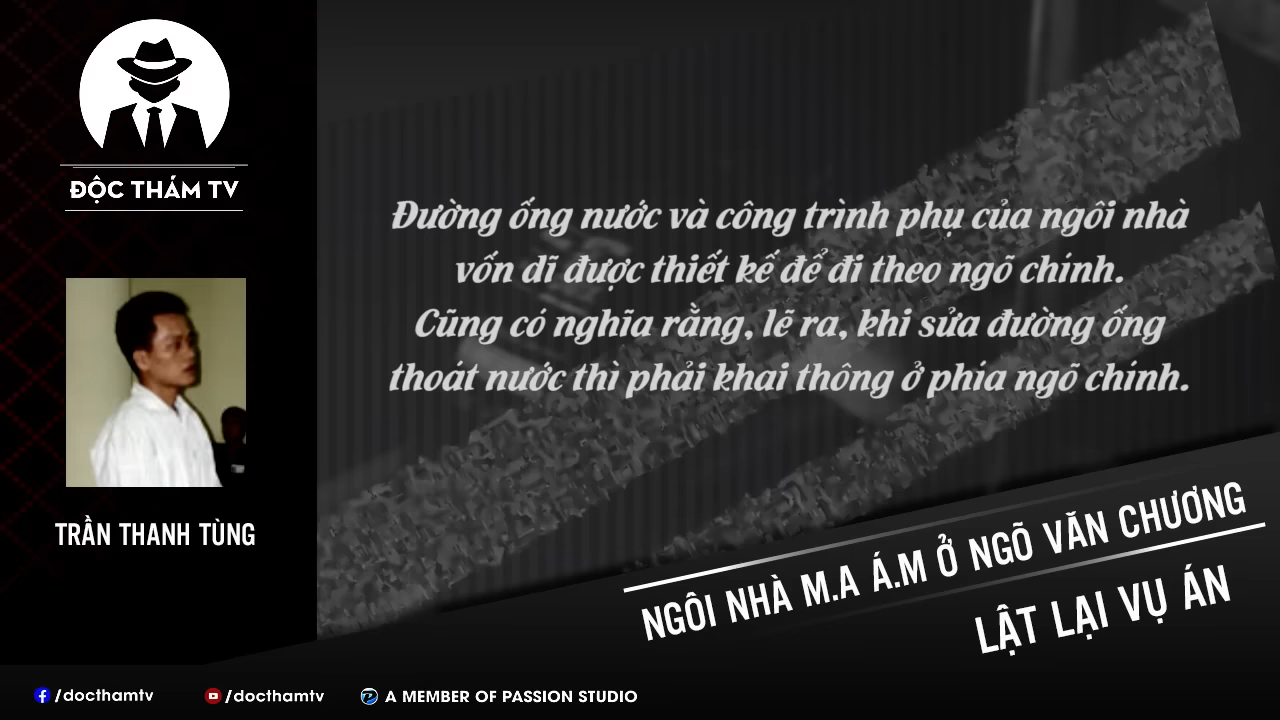 ĐỘC THÁM TV
TRẦN THANH TÙNG
Đường ống nước và công trình phụ của ngôi nhà
vốn dĩ được thiết kế để đi theo ngõ chính.
Cũng có nghĩa rằng, lẽ ra, khi sửa đường ống
thoát nước thì phải khai thông ở phía ngõ chính.
NGÔI NHÀ M.A Á.M Ở NGÕ VĂN CHƯƠNG
LẬT LẠI VỤ ÁN
/docthamtv
/docthamtv
A MEMBER OF PASSION STUDIO